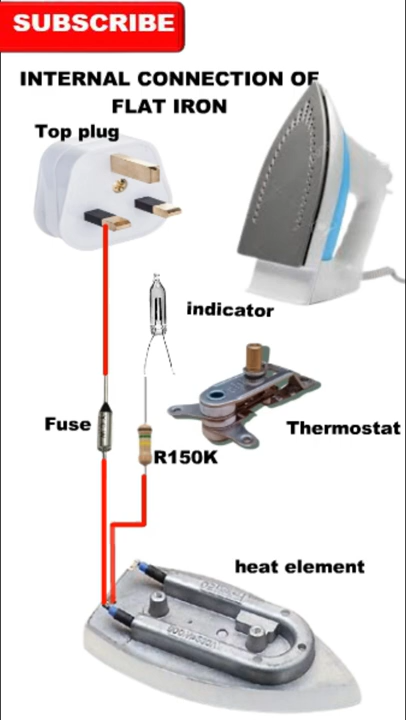 SUBSCRIBE
INTERNAL CONNECTION OF
FLAT IRON
Top plug
indicator
Fuse
Thermostat
R150K
heat element